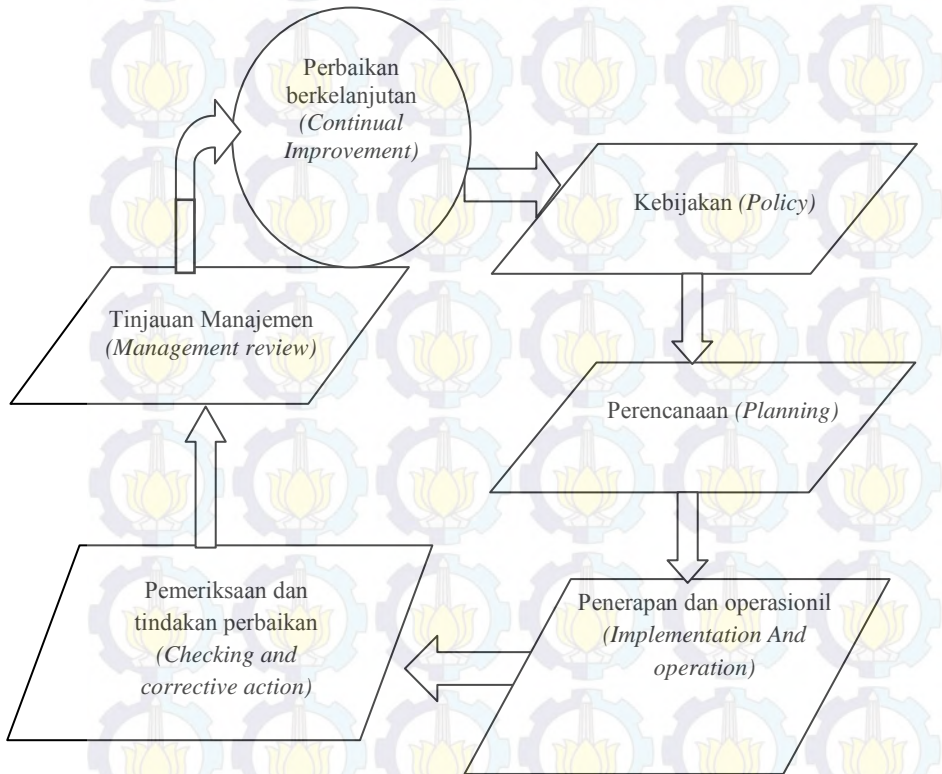 Perbaikan
berkelanjutan
(Continual
Improvement)
Kebijakan (Policy)
Perencanaan (Planning)
Penerapan dan operasionil
(Implementation And
operation)
Pemeriksaan dan
tindakan perbaikan
(Checking and
corrective action)
Tinjauan Manajemen
(Management review)